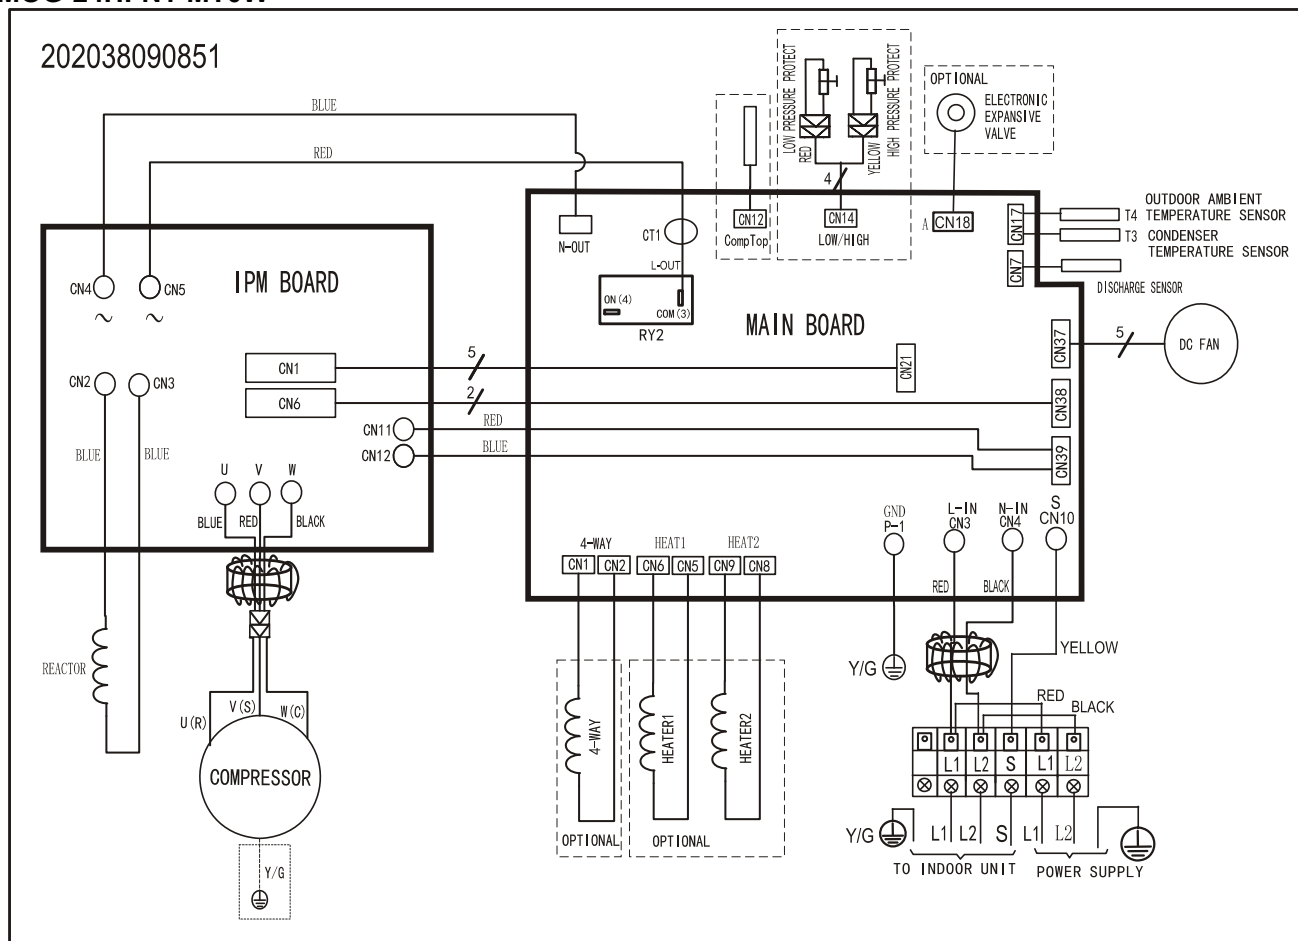 202038090851
BLUE
RED
LOW PRESSURE PROTECT
RED
YELLOW
HIGH PRESSURE PROTECT
4
OPTIONAL
ELECTRONIC
EXPANSIVE
VALVE
CN12
CompTop
CN14
LOW/HIGH
A CN18
CN17
T4 OUTDOOR AMBIENT
TEMPERATURE SENSOR
T3 CONDENSER
TEMPERATURE SENSOR
CN7
DISCHARGE SENSOR
N-OUT
CT1
L-OUT
ON(4)
COM(3)
RY2
IPM BOARD
MAIN BOARD
CN4
CN5
~
~
CN2
CN3
CN1
5
CN21
CN6
2
CN38
CN37
5
DC FAN
CN11
RED
CN12
BLUE
CN39
BLUE
BLUE
U
V
W
BLUE
RED
BLACK
GND
P-1
L-IN
CN3
N-IN
CN4
S
CN10
4-WAY
HEAT1
HEAT2
CN1
CN2
CN6
CN5
CN9
CN8
RED
BLACK
YELLOW
Y/G
REACTOR
U(R)
V(S)
W(C)
COMPRESSOR
Y/G
4-WAY
HEATER1
HEATER2
OPTIONAL
OPTIONAL
RED
BLACK
L1
L2
S
L1
L2
Y/G
L1
L2
S
L1
L2
TO INDOOR UNIT
POWER SUPPLY